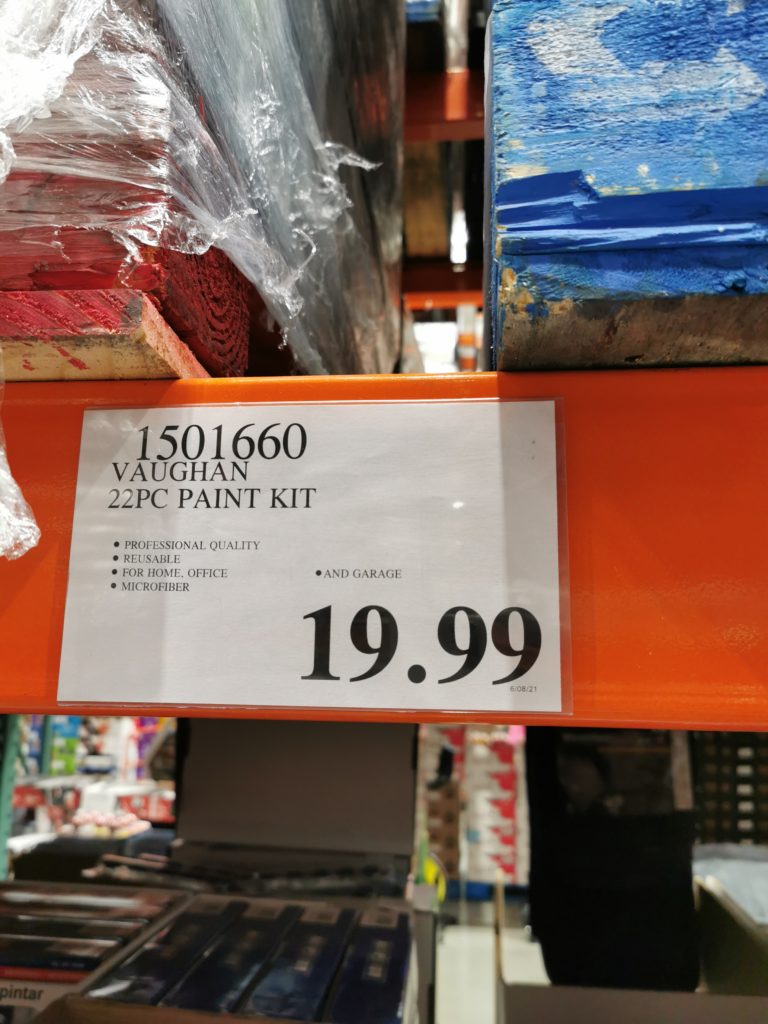 1501660
VAUGHAN
22PC PAINT KIT
• PROFESSIONAL QUALITY
• REUSABLE
• FOR HOME, OFFICE
• AND GARAGE
• MICROFIBER
19.99
6/08/21
pintar